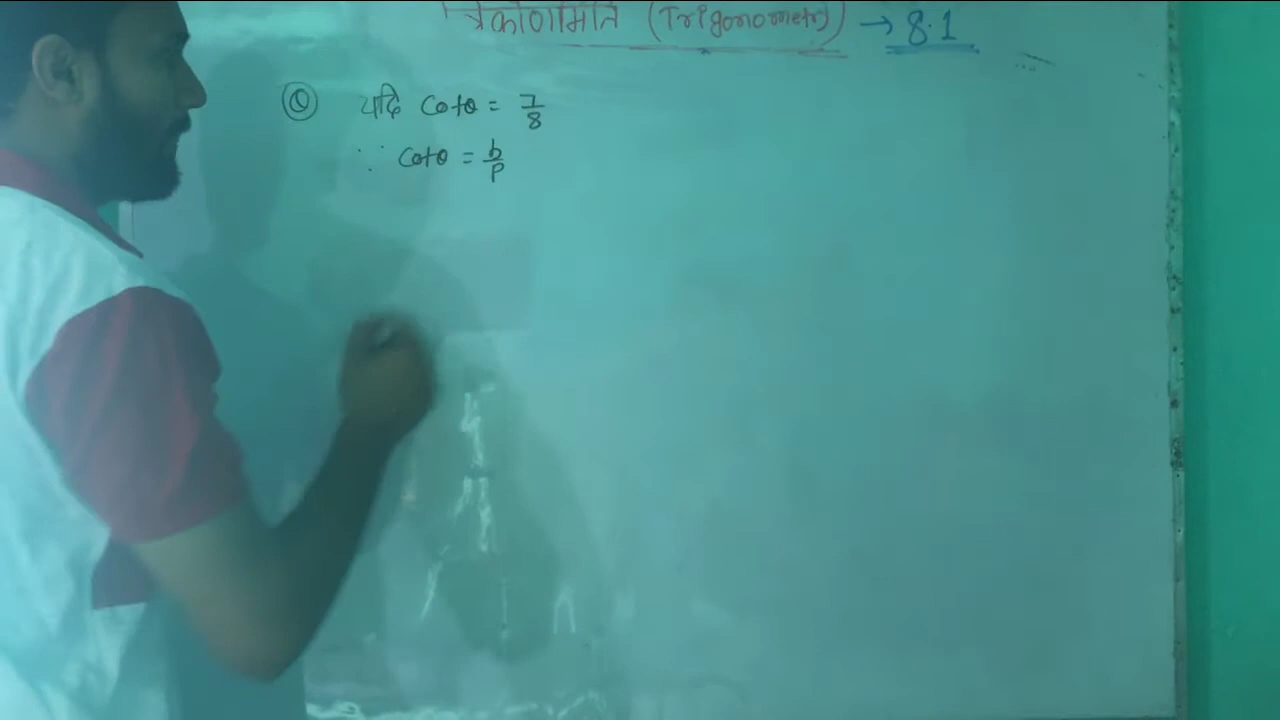 त्रिकोणमिति (Trigonometry) → 8.1
Q यदि cotθ = 7/8
∵ cotθ = b/p